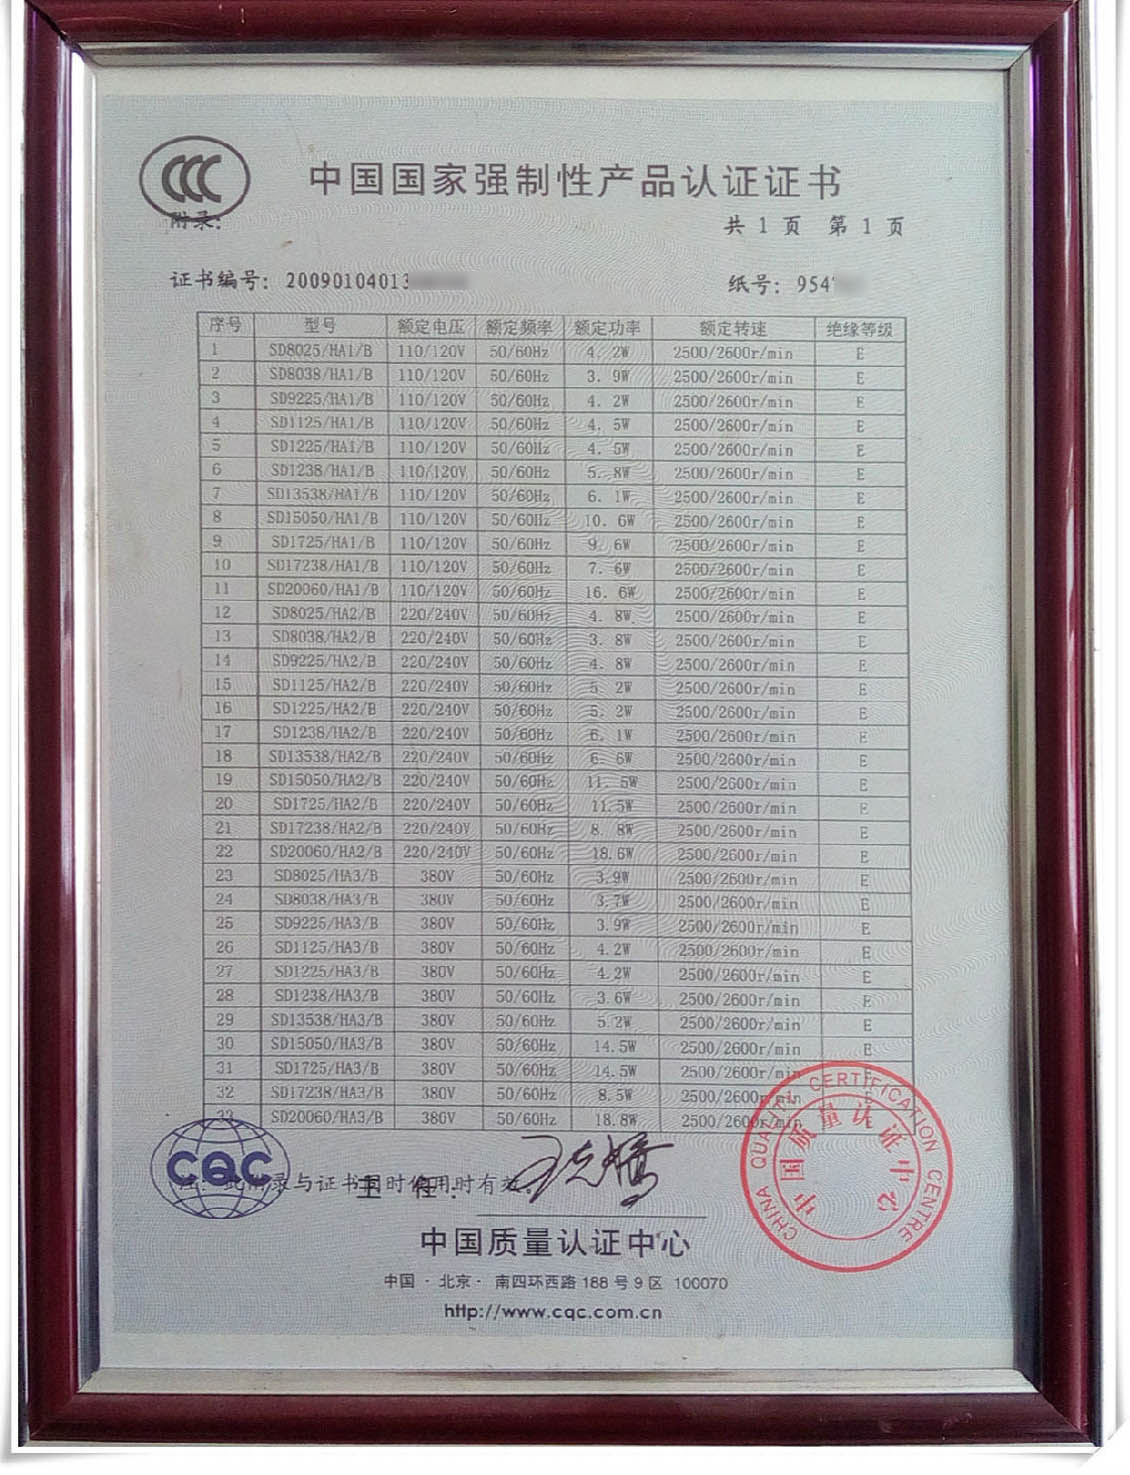 中国国家强制性产品认证证书
附录:
共 1 页 第 1 页
证书编号: 20090104013
纸号: 954
序号 型号 额定电压 额定频率 额定功率 额定转速 绝缘等级
1 SD8025/HA1/B 110/120V 50/60Hz 4. 2W 2500/2600r/min E
2 SD8038/HA1/B 110/120V 50/60Hz 3. 9W 2500/2600r/min E
3 SD9225/HA1/B 110/120V 50/60Hz 4. 2W 2500/2600r/min E
4 SD1125/HA1/B 110/120V 50/60Hz 4. 5W 2500/2600r/min E
5 SD1225/HA1/B 110/120V 50/60Hz 4. 5W 2500/2600r/min E
6 SD1238/HA1/B 110/120V 50/60Hz 5. 8W 2500/2600r/min E
7 SD13538/HA1/B 110/120V 50/60Hz 6. 1W 2500/2600r/min E
8 SD15050/HA1/B 110/120V 50/60Hz 10. 6W 2500/2600r/min E
9 SD1725/HA1/B 110/120V 50/60Hz 9. 6W 2500/2600r/min E
10 SD17238/HA1/B 110/120V 50/60Hz 7. 6W 2500/2600r/min E
11 SD20060/HA1/B 110/120V 50/60Hz 16. 6W 2500/2600r/min E
12 SD8025/HA2/B 220/240V 50/60Hz 4. 8W 2500/2600r/min E
13 SD8038/HA2/B 220/240V 50/60Hz 3. 8W 2500/2600r/min E
14 SD9225/HA2/B 220/240V 50/60Hz 4. 8W 2500/2600r/min E
15 SD1125/HA2/B 220/240V 50/60Hz 5. 2W 2500/2600r/min E
16 SD1225/HA2/B 220/240V 50/60Hz 5. 2W 2500/2600r/min E
17 SD1238/HA2/B 220/240V 50/60Hz 6. 1W 2500/2600r/min E
18 SD13538/HA2/B 220/240V 50/60Hz 6. 6W 2500/2600r/min E
19 SD15050/HA2/B 220/240V 50/60Hz 11. 5W 2500/2600r/min E
20 SD1725/HA2/B 220/240V 50/60Hz 11.5W 2500/2600r/min E
21 SD17238/HA2/B 220/240V 50/60Hz 8. 8W 2500/2600r/min E
22 SD20060/HA2/B 220/240V 50/60Hz 18.6W 2500/2600r/min E
23 SD8025/HA3/B 380V 50/60Hz 3.9W 2500/2600r/min E
24 SD8038/HA3/B 380V 50/60Hz 3.7W 2500/2600r/min E
25 SD9225/HA3/B 380V 50/60Hz 3.9W 2500/2600r/min E
26 SD1125/HA3/B 380V 50/60Hz 4.2W 2500/2600r/min E
27 SD1225/HA3/B 380V 50/60Hz 4.2W 2500/2600r/min E
28 SD1238/HA3/B 380V 50/60Hz 3.6W 2500/2600r/min E
29 SD13538/HA3/B 380V 50/60Hz 5.2W 2500/2600r/min E
30 SD15050/HA3/B 380V 50/60Hz 14.5W 2500/2600r/min E
31 SD1725/HA3/B 380V 50/60Hz 14.5W 2500/2600r/min E
32 SD17238/HA3/B 380V 50/60Hz 8.5W 2500/2600r/min E
33 SD20060/HA3/B 380V 50/60Hz 18.8W 2500/2600r/min E
CQC
注: 此附录与证书同时使用时有效.
主 任:
CHINA QUALITY CERTIFICATION CENTRE
中国质量认证中心
中国质量认证中心
中国 · 北京 · 南四环西路 188 号 9 区 100070
http://www.cqc.com.cn